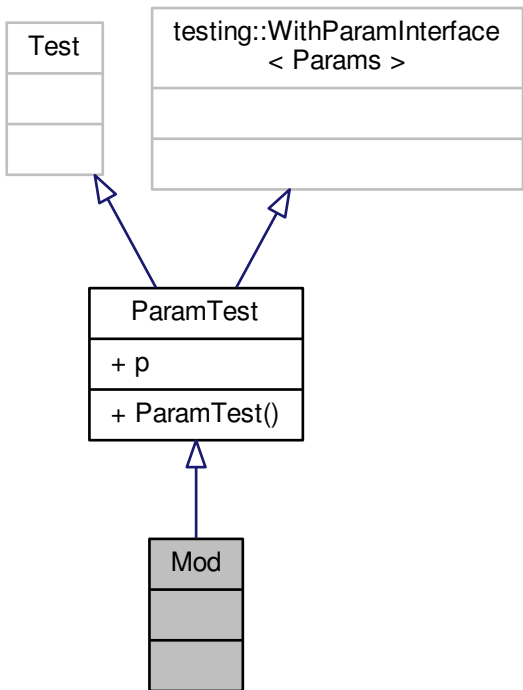 Test
testing::WithParamInterface
< Params >
ParamTest
+ p
+ ParamTest()
Mod